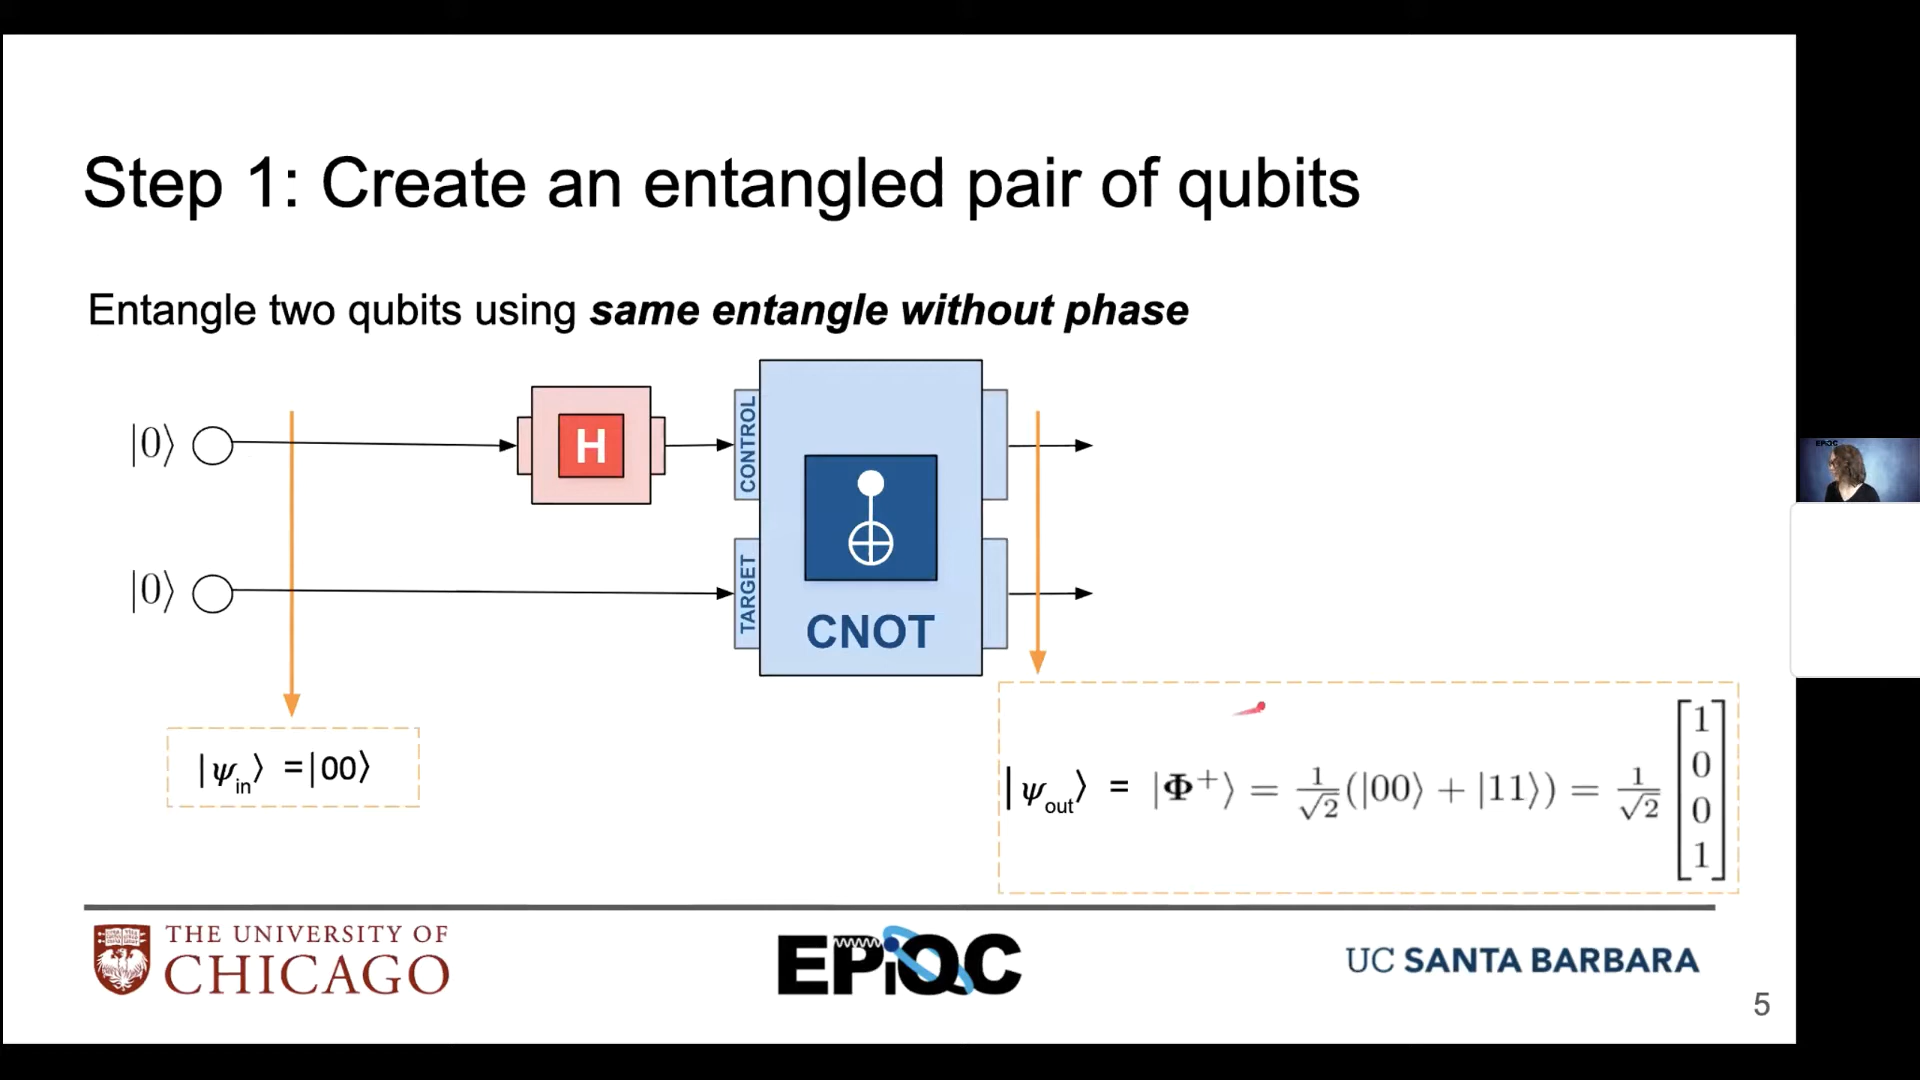 Step 1: Create an entangled pair of qubits
Entangle two qubits using same entangle without phase
|0⟩
H
CONTROL
|0⟩
TARGET
CNOT
|ψin⟩ =|00⟩
|ψout⟩ = |Φ⁺⟩ = 1/√2(|00⟩ + |11⟩) = 1/√2 [1 0 0 1]
THE UNIVERSITY OF
CHICAGO
EPiQC
UC SANTA BARBARA
5
EPiQC